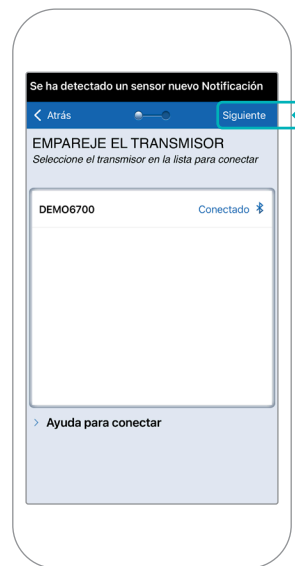 Se ha detectado un sensor nuevo Notificación
Atrás
Siguiente
EMPAREJE EL TRANSMISOR
Seleccione el transmisor en la lista para conectar
DEMO6700
Conectado
Ayuda para conectar